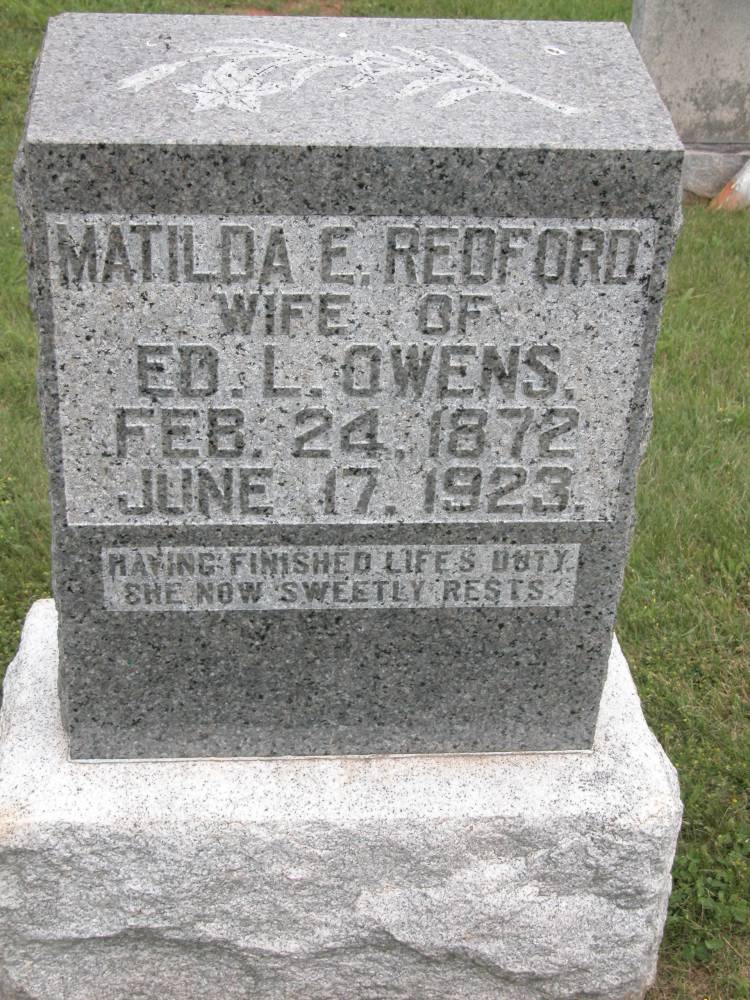 MATILDA E. REDFORD
WIFE OF
ED. L. OWENS.
FEB. 24, 1872
JUNE 17, 1923.
HAVING FINISHED LIFE'S DUTY.
SHE NOW SWEETLY RESTS.